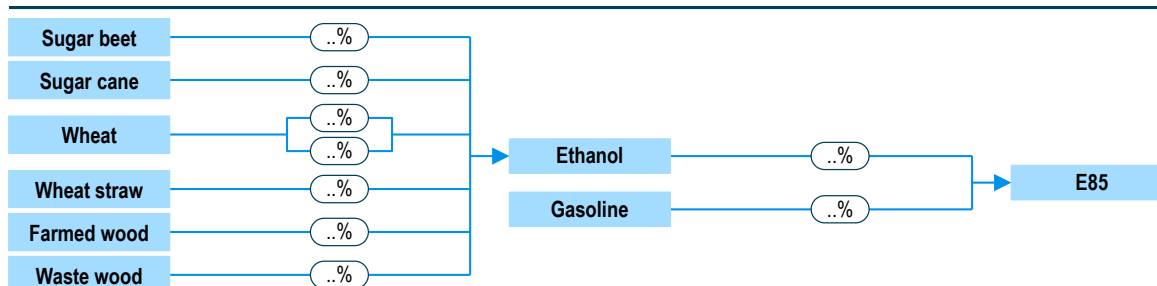 Sugar beet ..%
Sugar cane ..%
Wheat ..%
..%
Wheat straw ..%
Farmed wood ..%
Waste wood ..%
Ethanol ..%
Gasoline ..%
E85